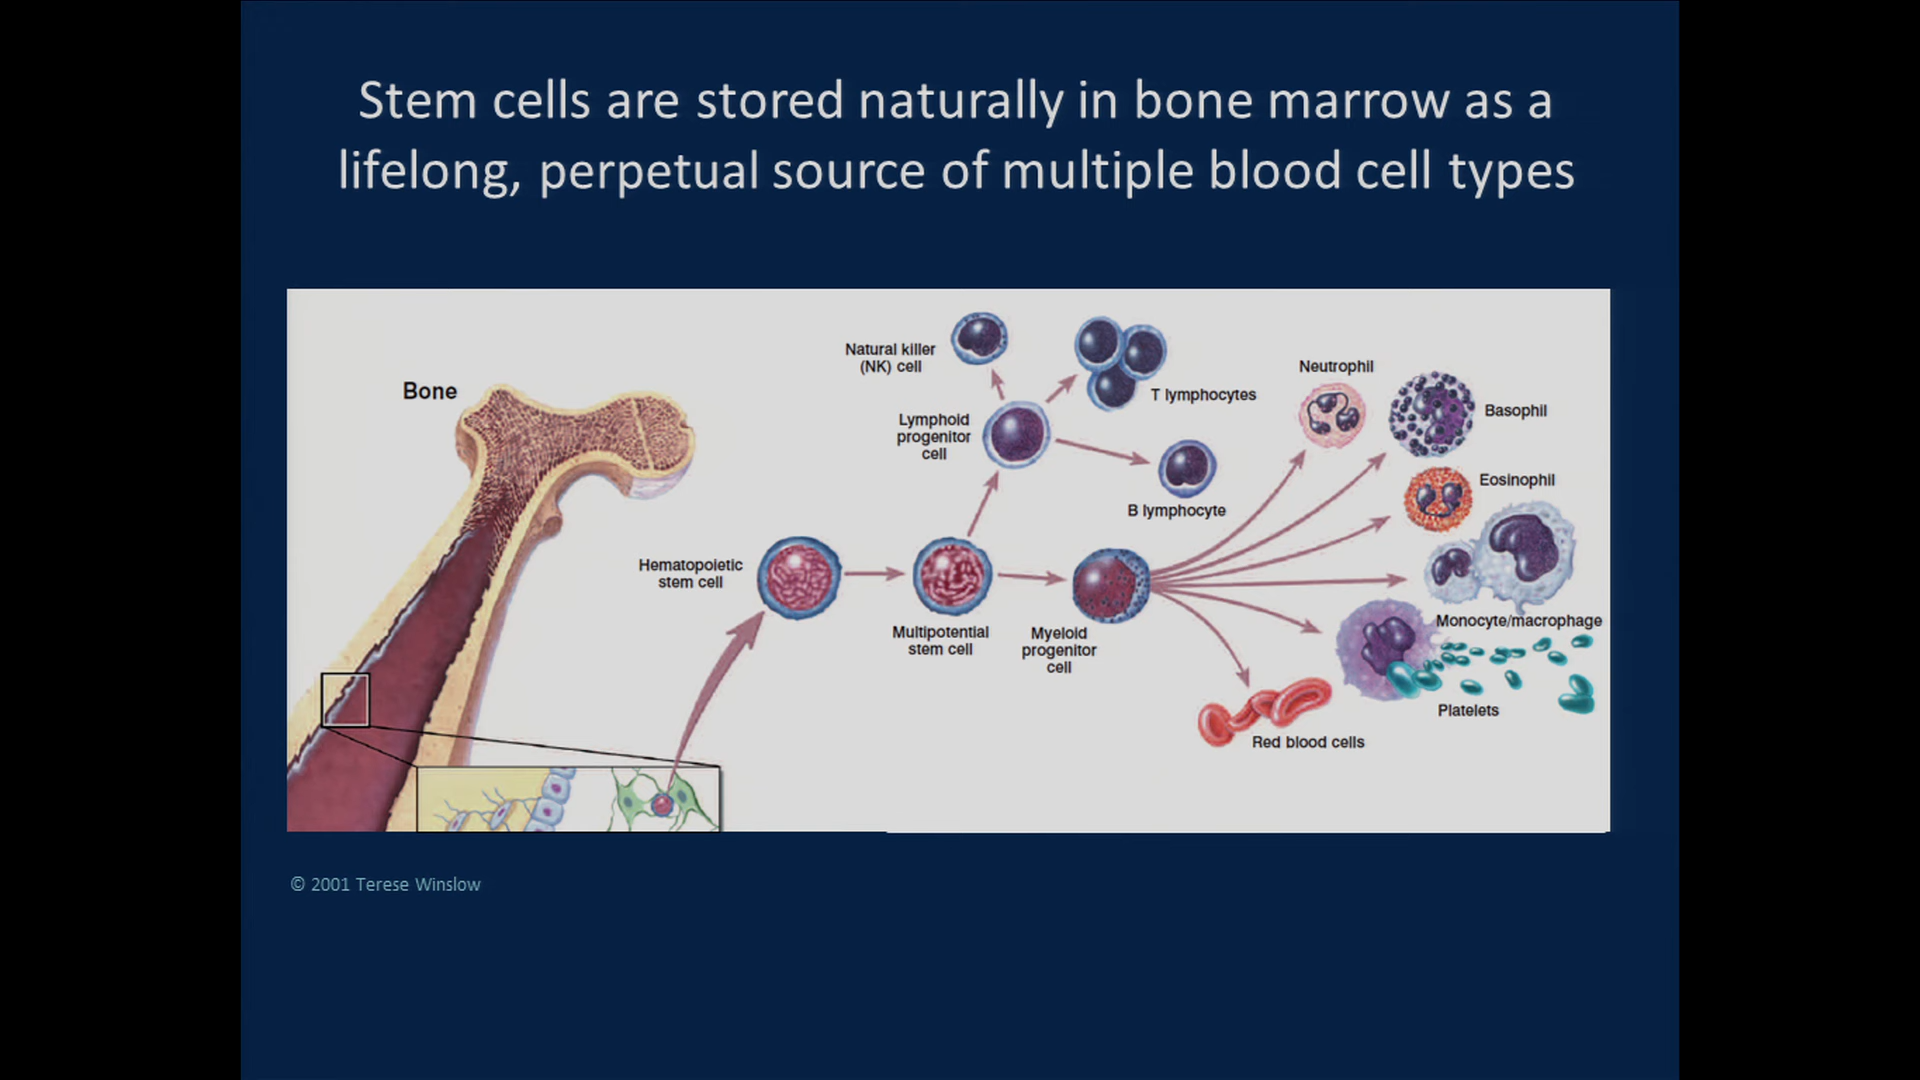 Stem cells are stored naturally in bone marrow as a
lifelong, perpetual source of multiple blood cell types
Bone
Natural killer
(NK) cell
T lymphocytes
Lymphoid
progenitor
cell
B lymphocyte
Neutrophil
Basophil
Eosinophil
Hematopoietic
stem cell
Multipotential
stem cell
Myeloid
progenitor
cell
Monocyte/macrophage
Platelets
Red blood cells
© 2001 Terese Winslow